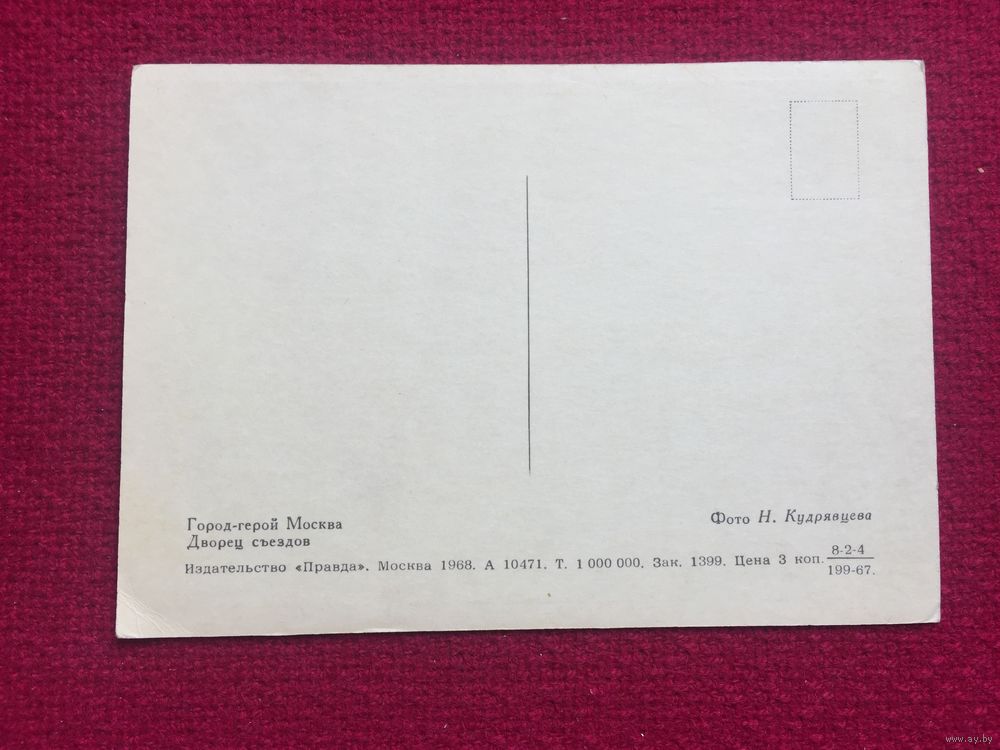 Город-герой Москва
Дворец съездов
Фото Н. Кудрявцева
Издательство «Правда». Москва 1968. А 10471. Т. 1 000 000. Зак. 1399. Цена 3 коп. 8-2-4
199-67.
www.ay.by